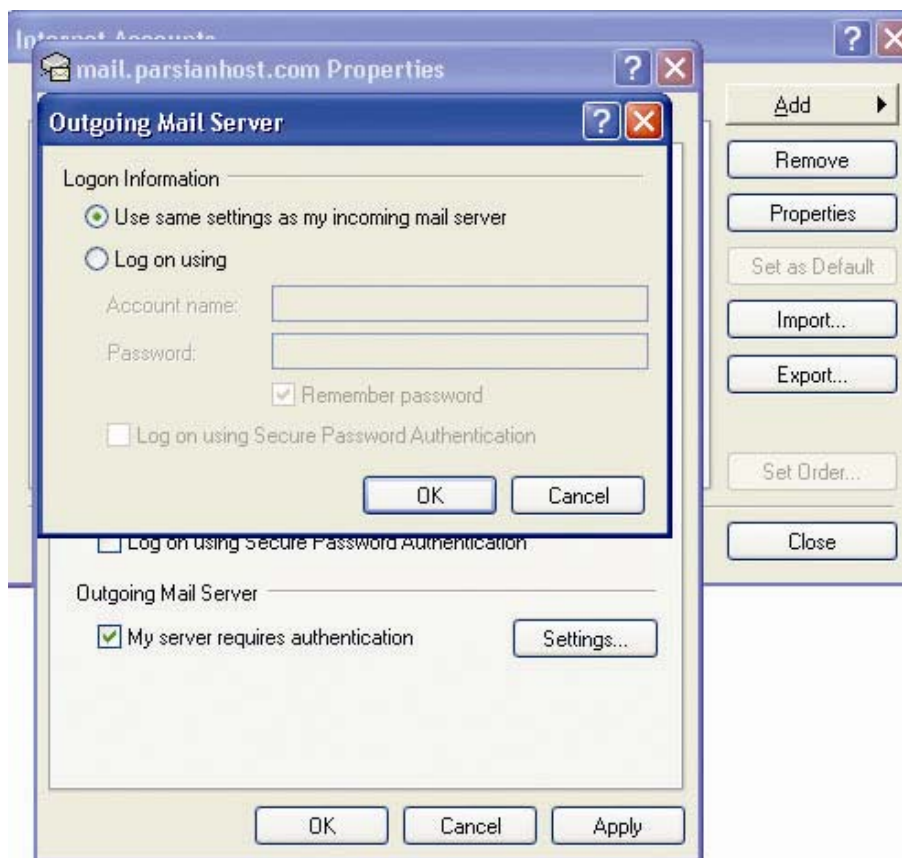 Internet Accounts
mail.parsianhost.com Properties
Outgoing Mail Server
Logon Information
Use same settings as my incoming mail server
Log on using
Account name:
Password:
Remember password
Log on using Secure Password Authentication
OK Cancel
Log on using Secure Password Authentication
Outgoing Mail Server
My server requires authentication Settings...
OK Cancel Apply
Add
Remove
Properties
Set as Default
Import...
Export...
Set Order...
Close